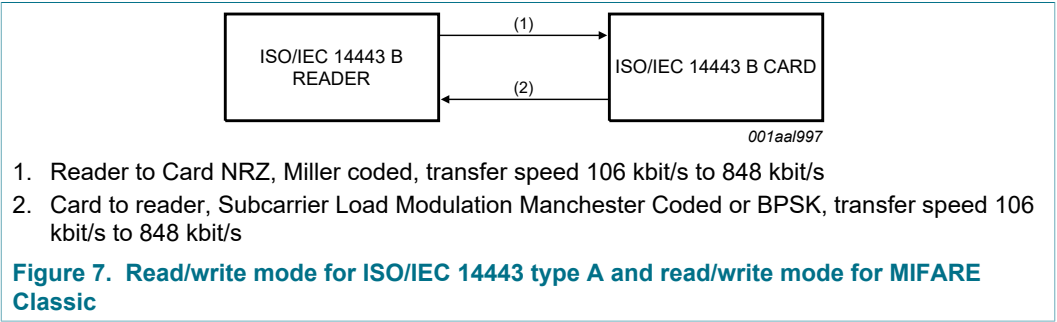 (1)
ISO/IEC 14443 B
READER
ISO/IEC 14443 B CARD
(2)
001aal997
1. Reader to Card NRZ, Miller coded, transfer speed 106 kbit/s to 848 kbit/s
2. Card to reader, Subcarrier Load Modulation Manchester Coded or BPSK, transfer speed 106
kbit/s to 848 kbit/s
Figure 7. Read/write mode for ISO/IEC 14443 type A and read/write mode for MIFARE
Classic